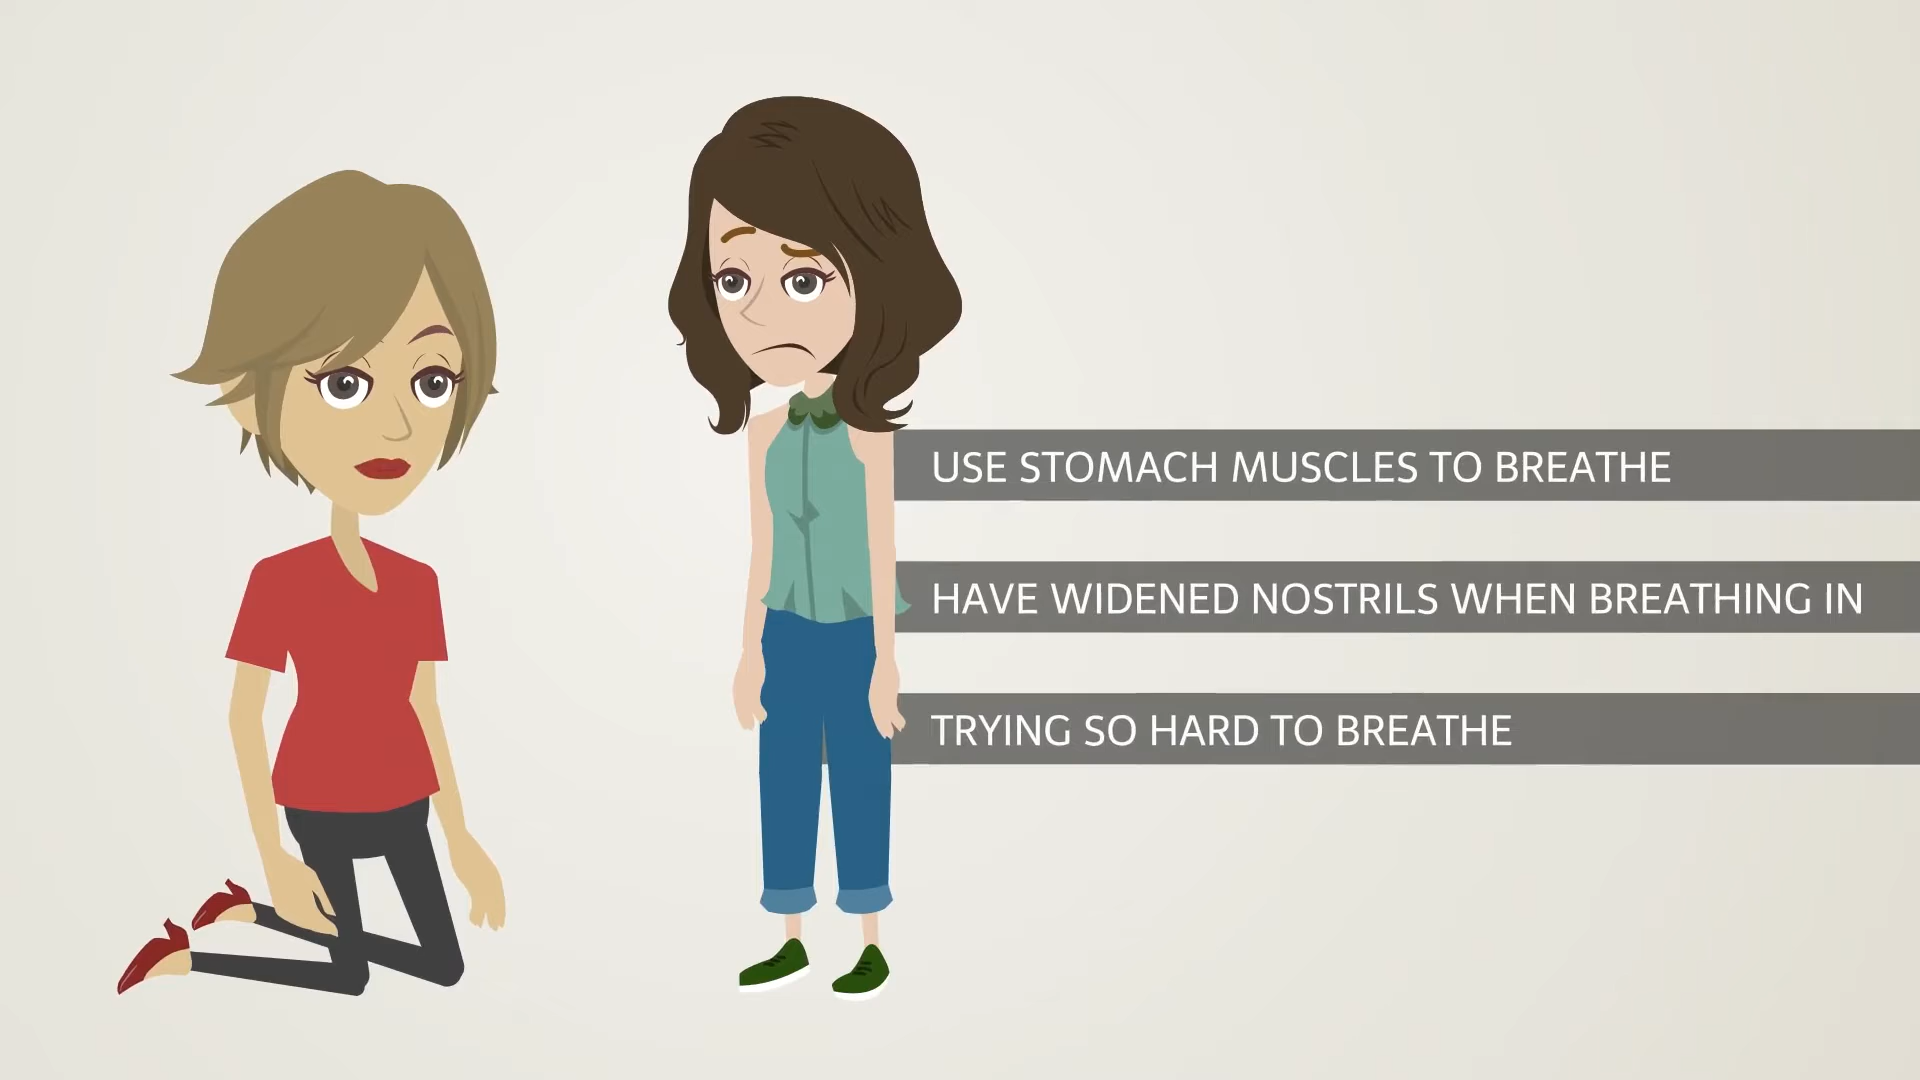 USE STOMACH MUSCLES TO BREATHE
HAVE WIDENED NOSTRILS WHEN BREATHING IN
TRYING SO HARD TO BREATHE